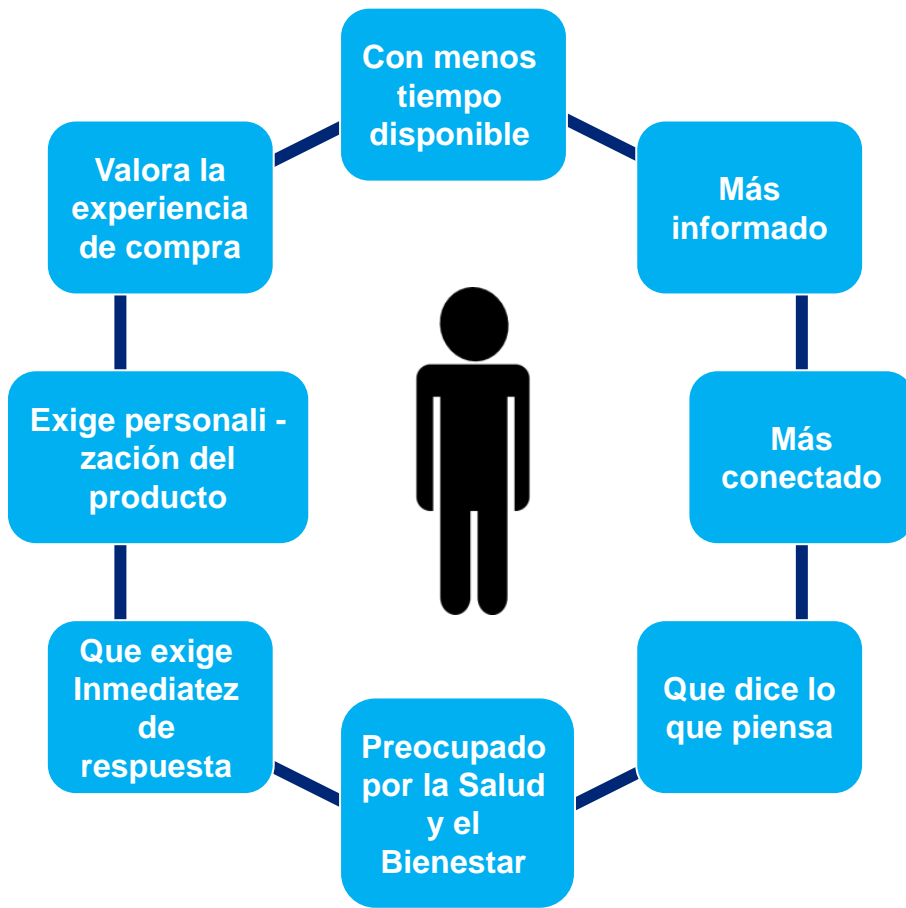 Con menos
tiempo
disponible
Más
informado
Más
conectado
Que dice lo
que piensa
Preocupado
por la Salud
y el
Bienestar
Que exige
Inmediatez
de
respuesta
Exige personali -
zación del
producto
Valora la
experiencia
de compra